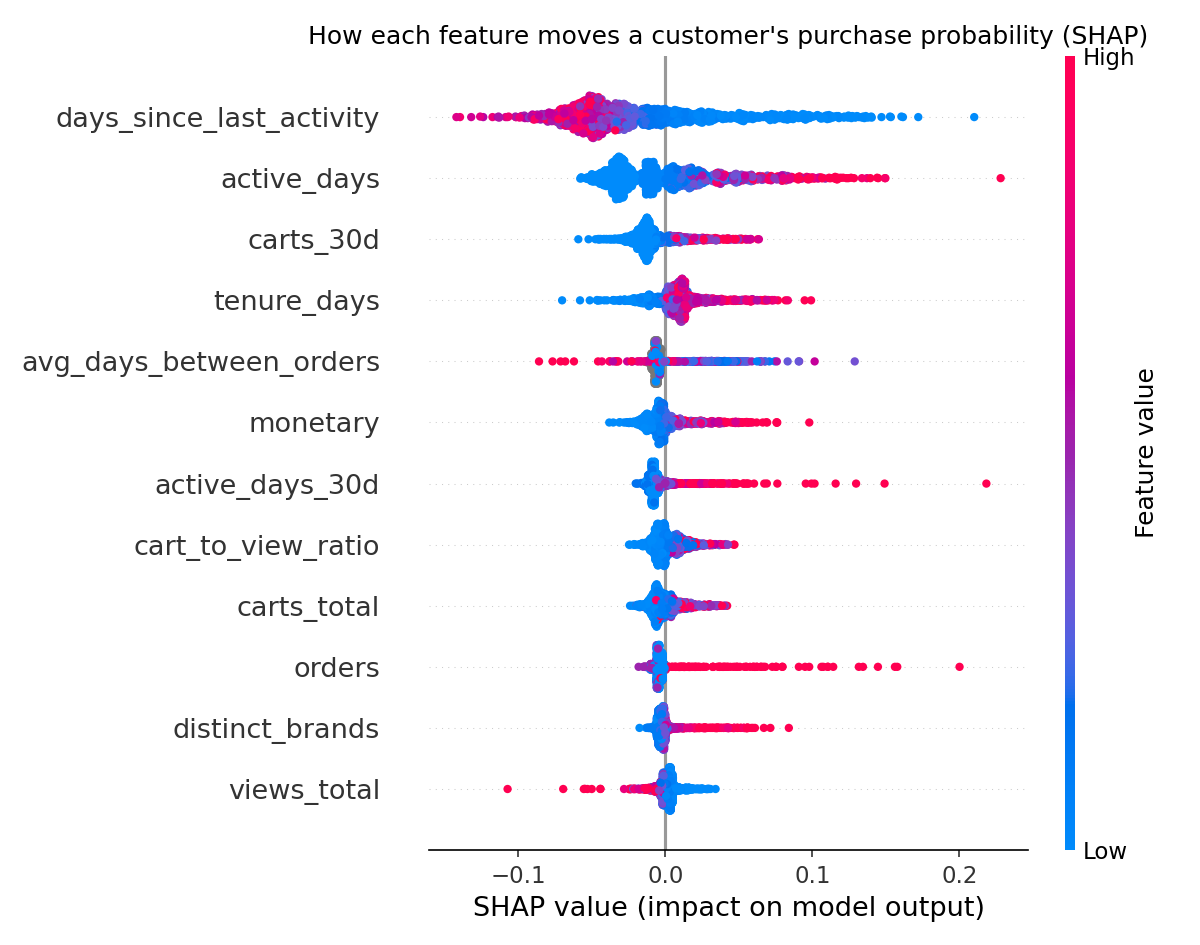 How each feature moves a customer's purchase probability (SHAP)
High
days_since_last_activity
active_days
carts_30d
tenure_days
avg_days_between_orders
monetary
active_days_30d
cart_to_view_ratio
carts_total
orders
distinct_brands
views_total
Feature value
Low
−0.1 0.0 0.1 0.2
SHAP value (impact on model output)